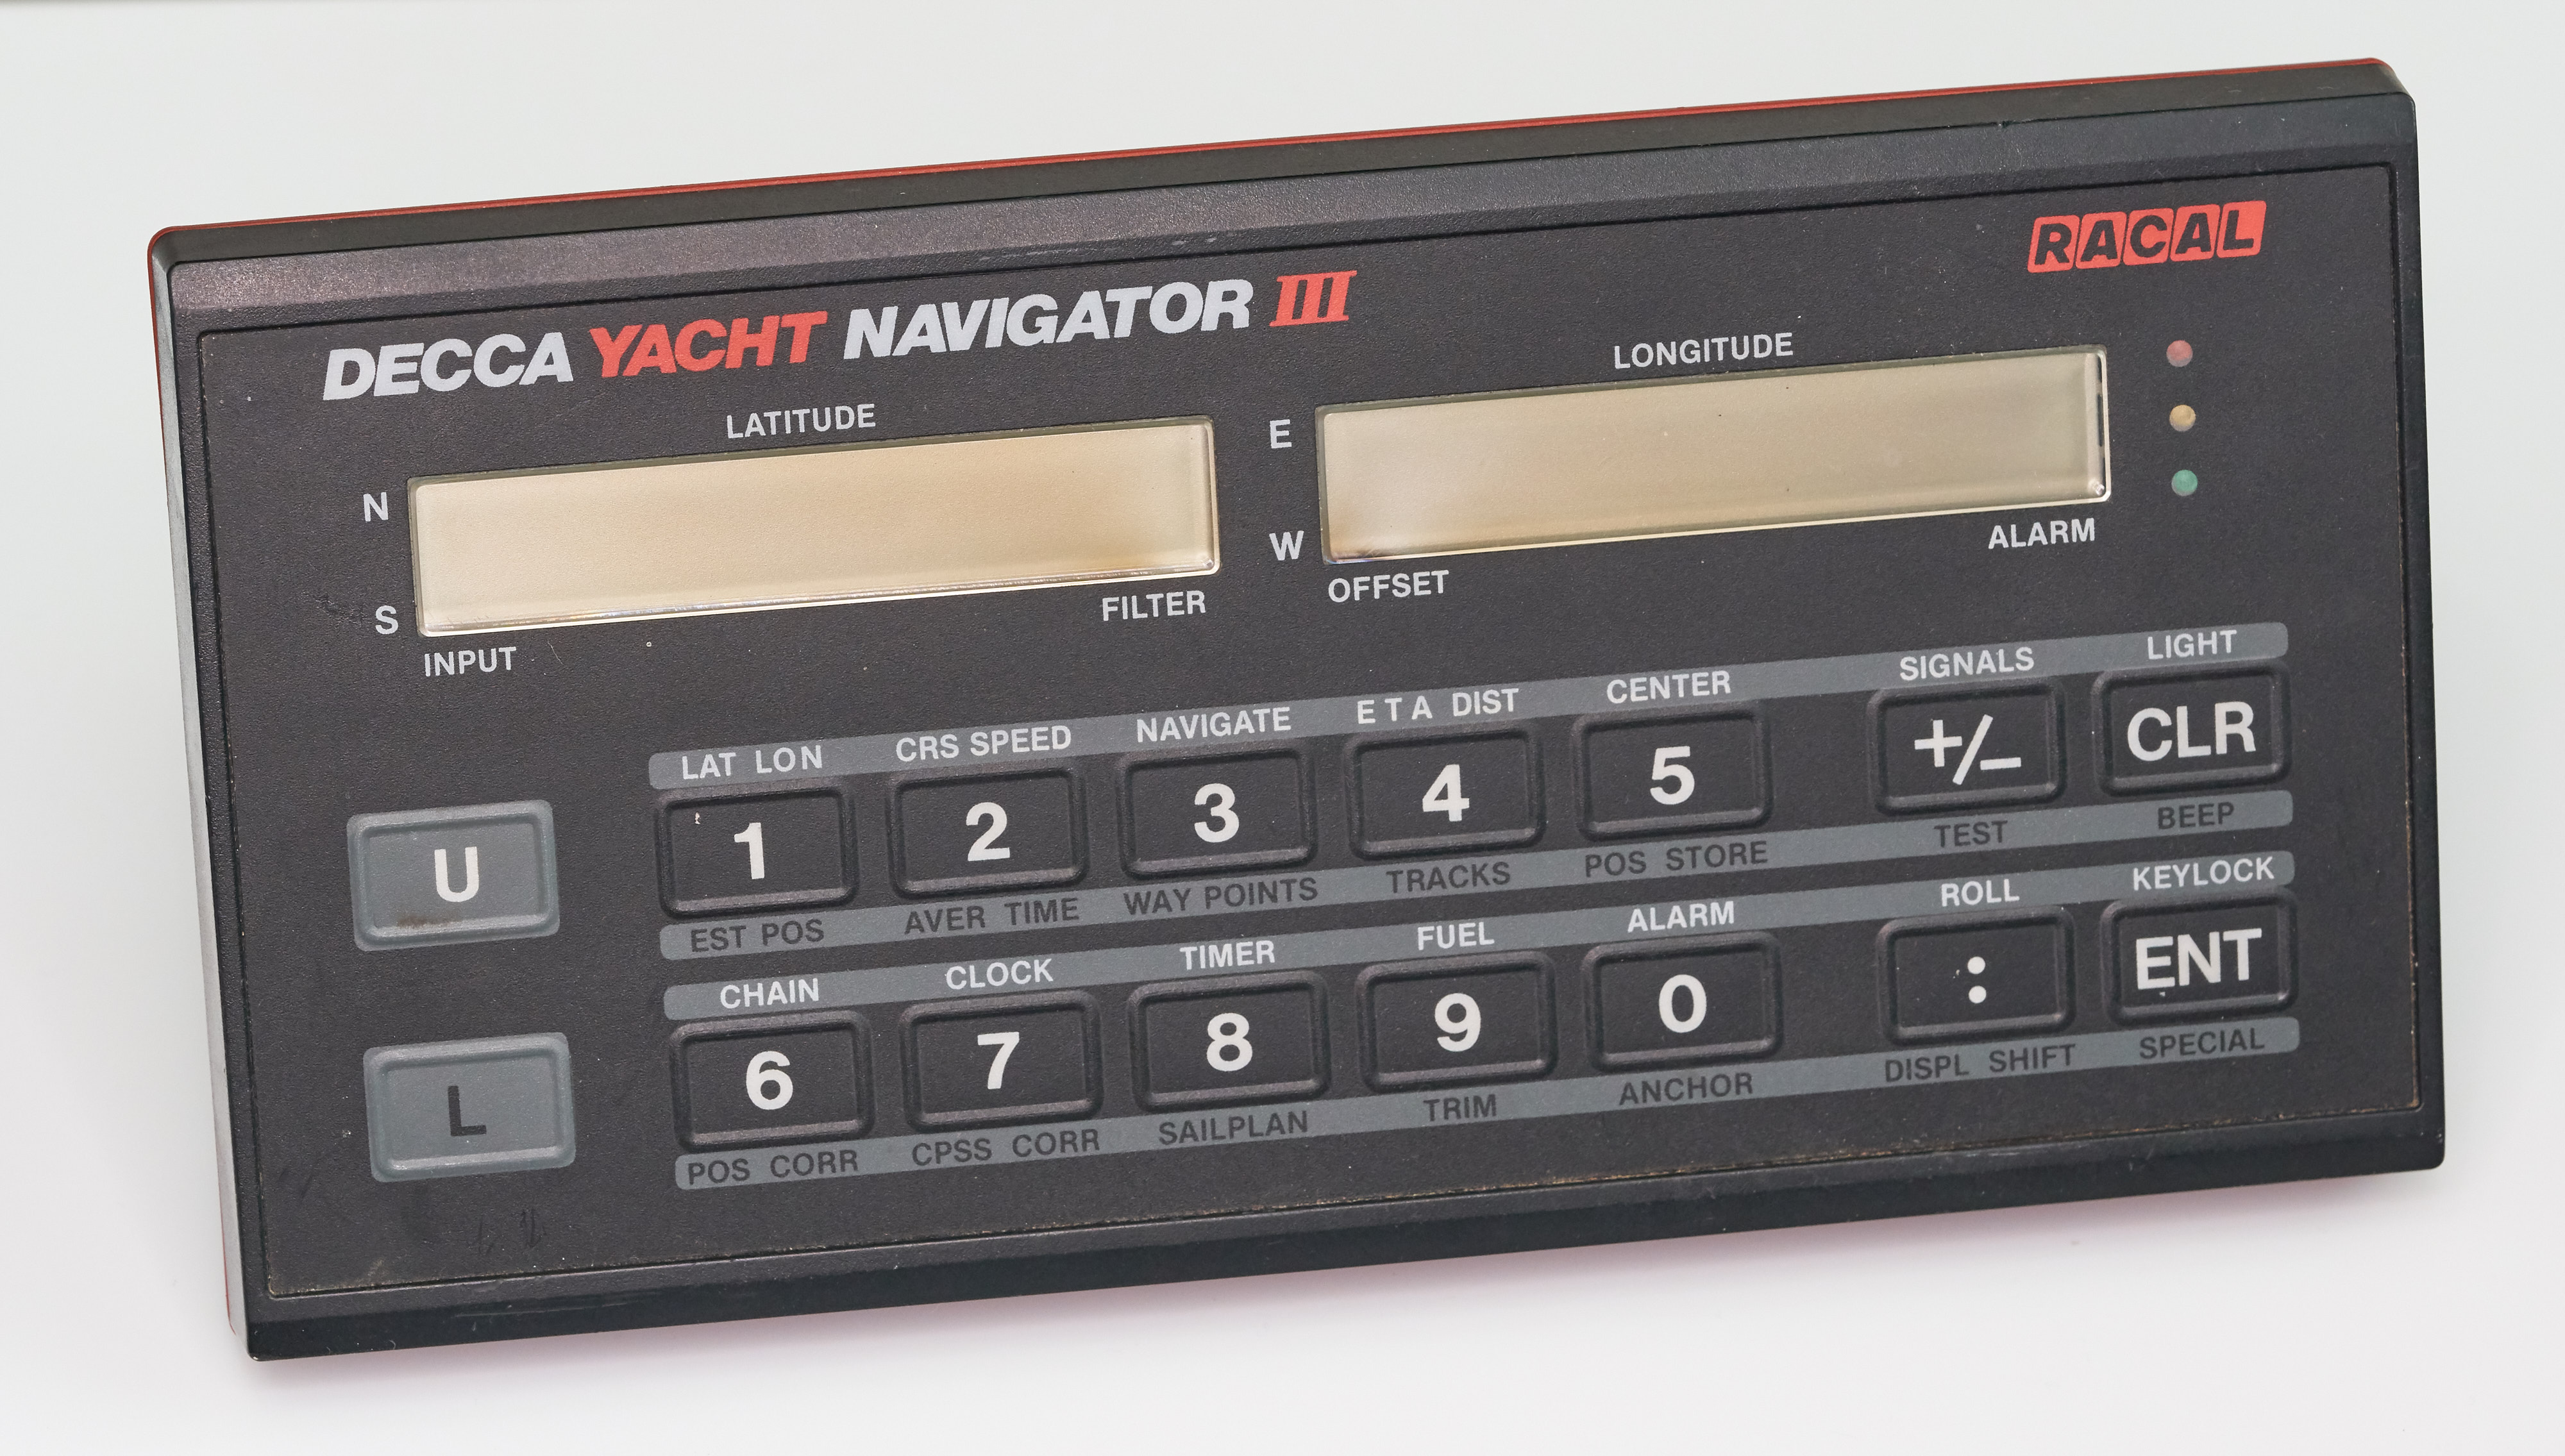 RACAL
DECCA YACHT NAVIGATOR III
LATITUDE
LONGITUDE
N
S
E
W
INPUT
FILTER
OFFSET
ALARM
LAT LON CRS SPEED NAVIGATE ETA DIST CENTER SIGNALS LIGHT
U 1 2 3 4 5 +/- CLR
EST POS AVER TIME WAY POINTS TRACKS POS STORE TEST BEEP
CHAIN CLOCK TIMER FUEL ALARM ROLL KEYLOCK
L 6 7 8 9 0 : ENT
POS CORR CPSS CORR SAILPLAN TRIM ANCHOR DISPL SHIFT SPECIAL